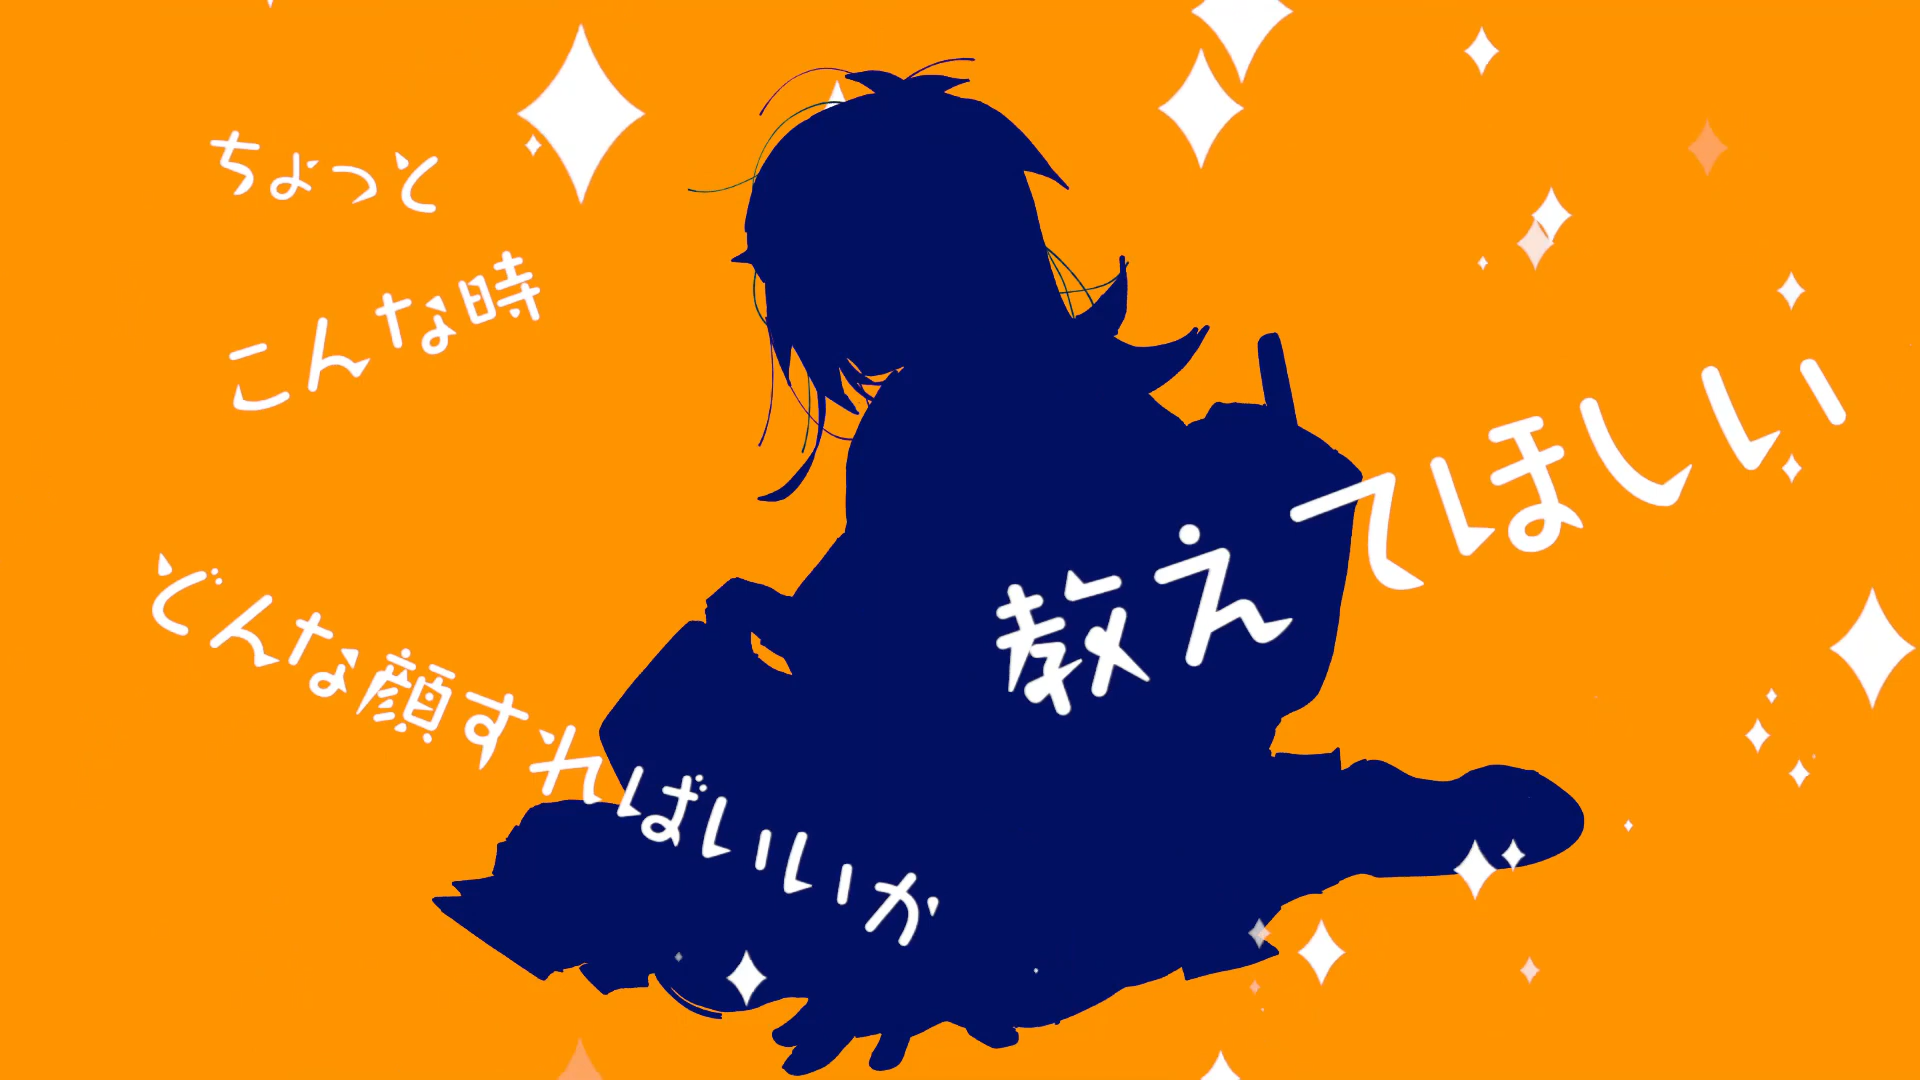 ちょっと
こんな時
どんな顔すればいいか
教えてほしい